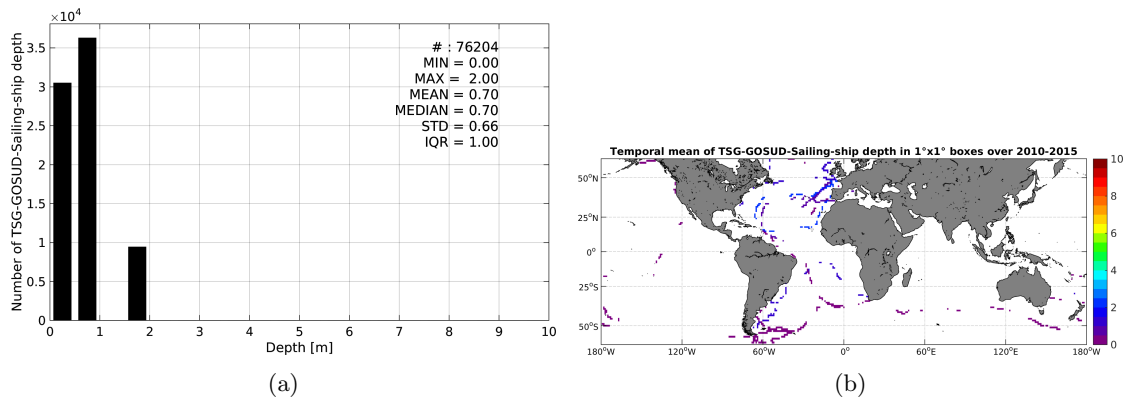 ×10⁴
Number of TSG-GOSUD-Sailing-ship depth
3.5
3
2.5
2
1.5
1
0.5
0
0 1 2 3 4 5 6 7 8 9 10
Depth [m]
# : 76204
MIN = 0.00
MAX = 2.00
MEAN = 0.70
MEDIAN = 0.70
STD = 0.66
IQR = 1.00
(a)
Temporal mean of TSG-GOSUD-Sailing-ship depth in 1°x1° boxes over 2010-2015
50°N
25°N
0°
25°S
50°S
180°W 120°W 60°W 0° 60°E 120°E 180°W
10
8
6
4
2
0
(b)